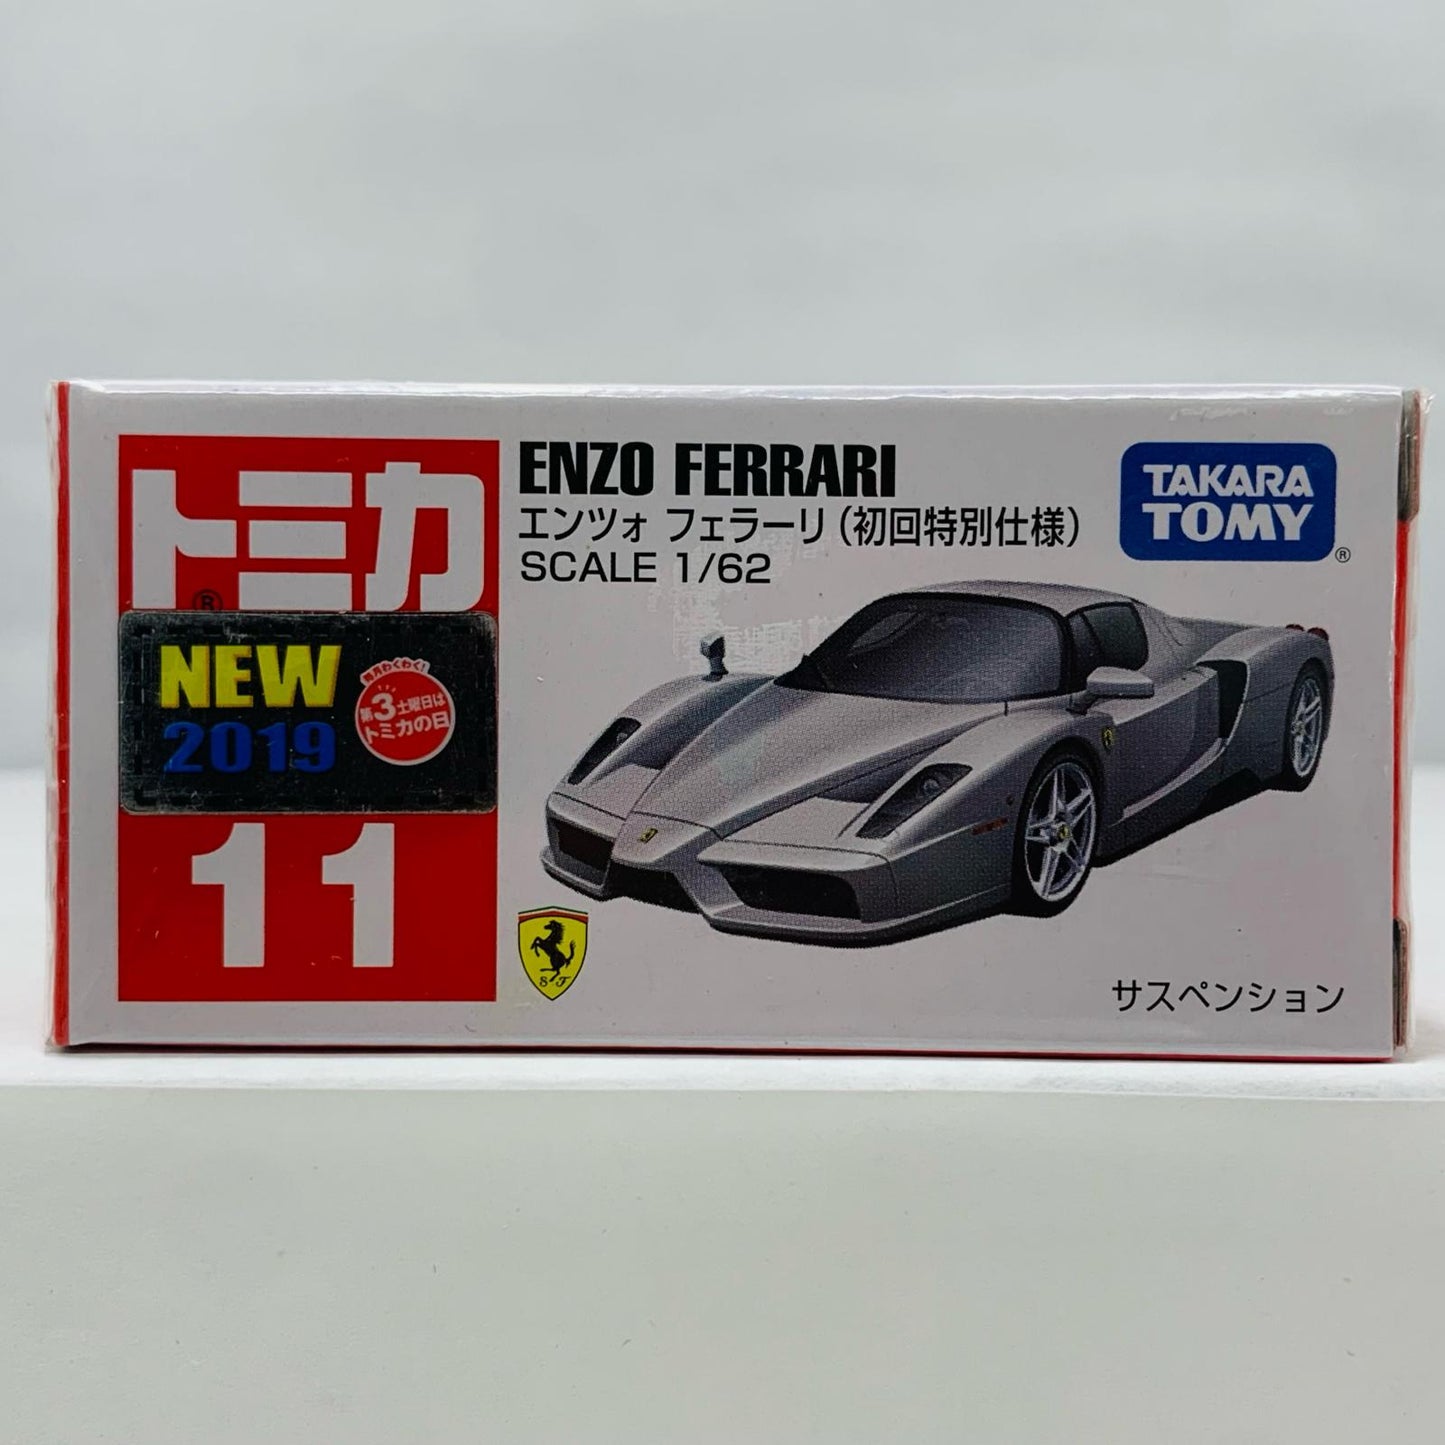 トミカ
®
NEW
2019
毎月わくわく!
第3土曜日は
トミカの日
11
ENZO FERRARI
エンツォ フェラーリ(初回特別仕様)
SCALE 1/62
TAKARA
TOMY
®
S F
サスペンション